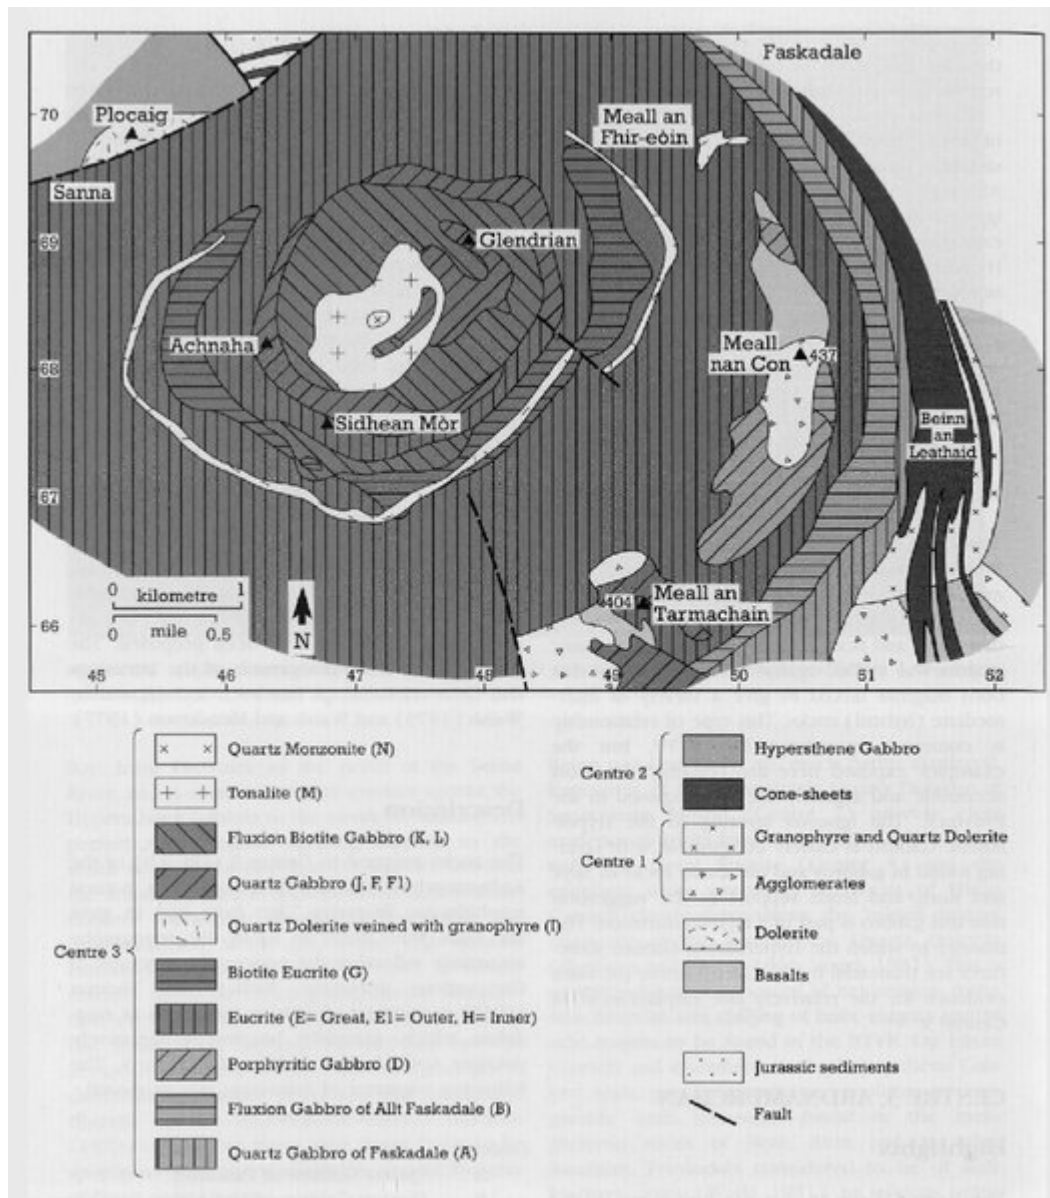 Faskadale
70
Plocaig
Meall an
Fhir-eòin
Sanna
69
Glendrian
Achnaha
Meall
nan Con
437
68
Sidhean Mòr
Beinn
an
Leathaid
67
0 kilometre 1
0 mile 0.5
N
404
Meall an
Tarmachain
66
45 46 47 48 49 50 51 62
Centre 3
Quartz Monzonite (N)
Tonalite (M)
Fluxion Biotite Gabbro (K, L)
Quartz Gabbro (J, F, F1)
Quartz Dolerite veined with granophyre (I)
Biotite Eucrite (G)
Eucrite (E= Great, E1= Outer, H= Inner)
Porphyritic Gabbro (D)
Fluxion Gabbro of Allt Faskadale (B)
Quartz Gabbro of Faskadale (A)
Centre 2
Hypersthene Gabbro
Cone-sheets
Centre 1
Granophyre and Quartz Dolerite
Agglomerates
Dolerite
Basalts
Jurassic sediments
Fault